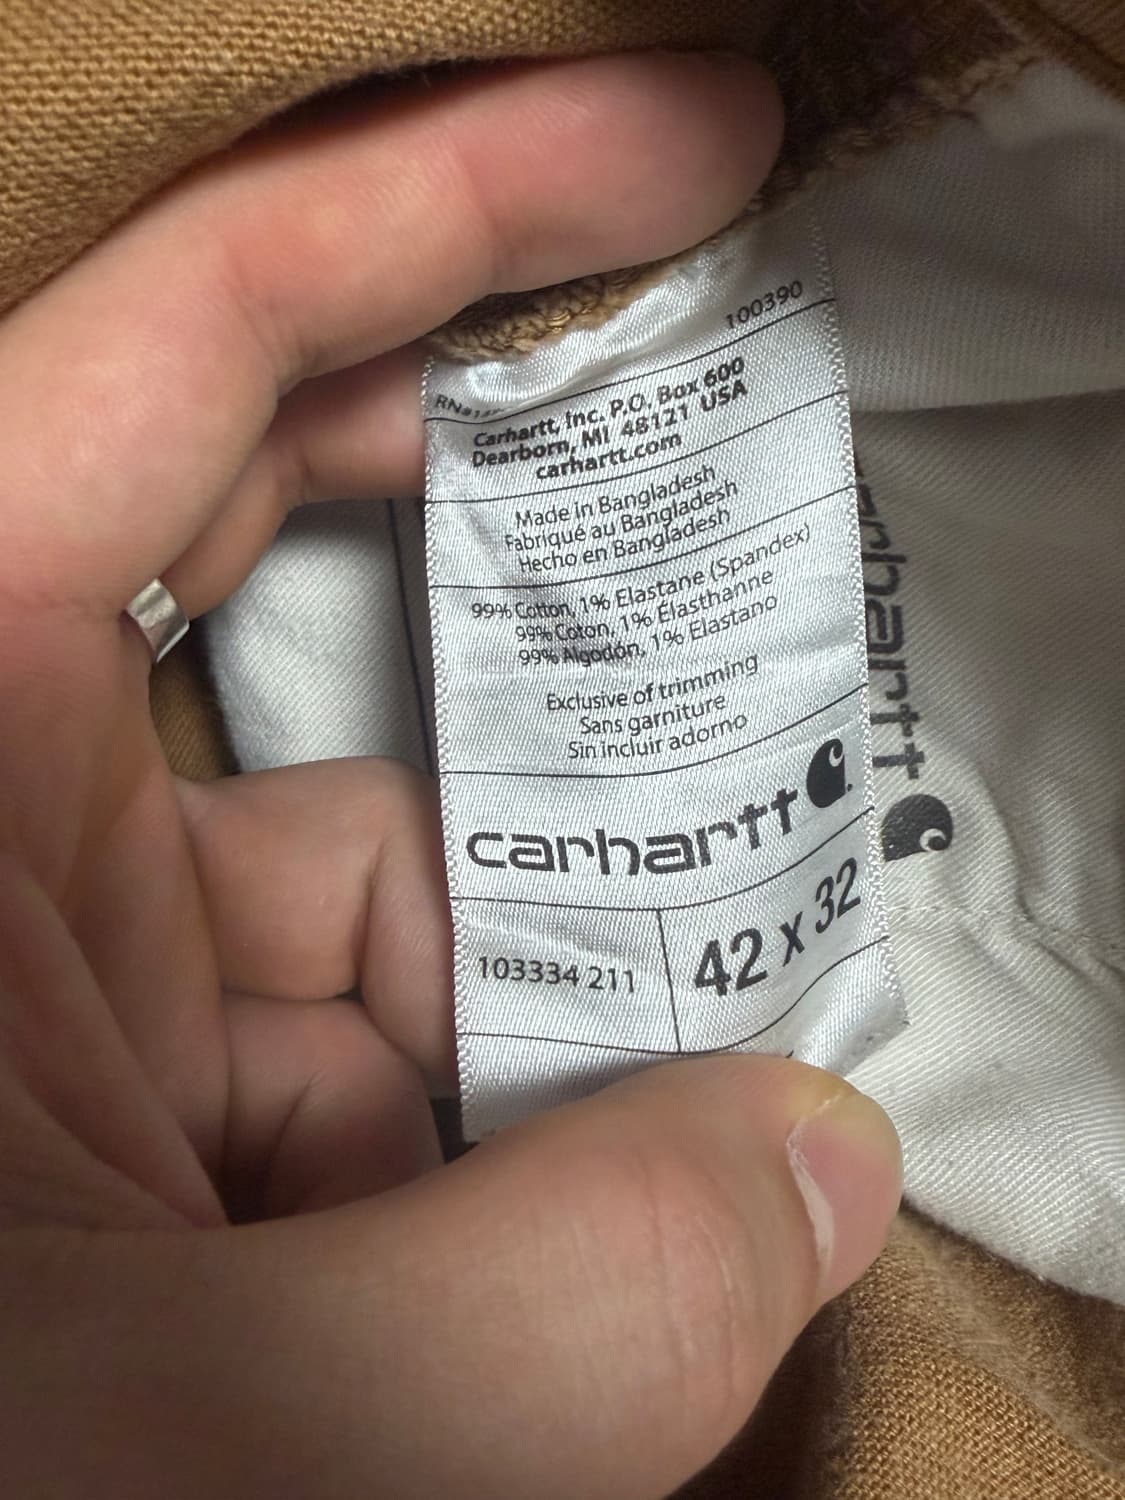 100390
Carhartt, Inc. P.O. Box 600
Dearborn, MI 48121 USA
carhartt.com
Made in Bangladesh
Fabriqué au Bangladesh
Hecho en Bangladesh
99% Cotton, 1% Elastane (Spandex)
99% Coton, 1% Elasthanne
99% Algodón, 1% Elastano
Exclusive of trimming
Sans garniture
Sin incluir adorno
carhartt
103334 211
42 x 32